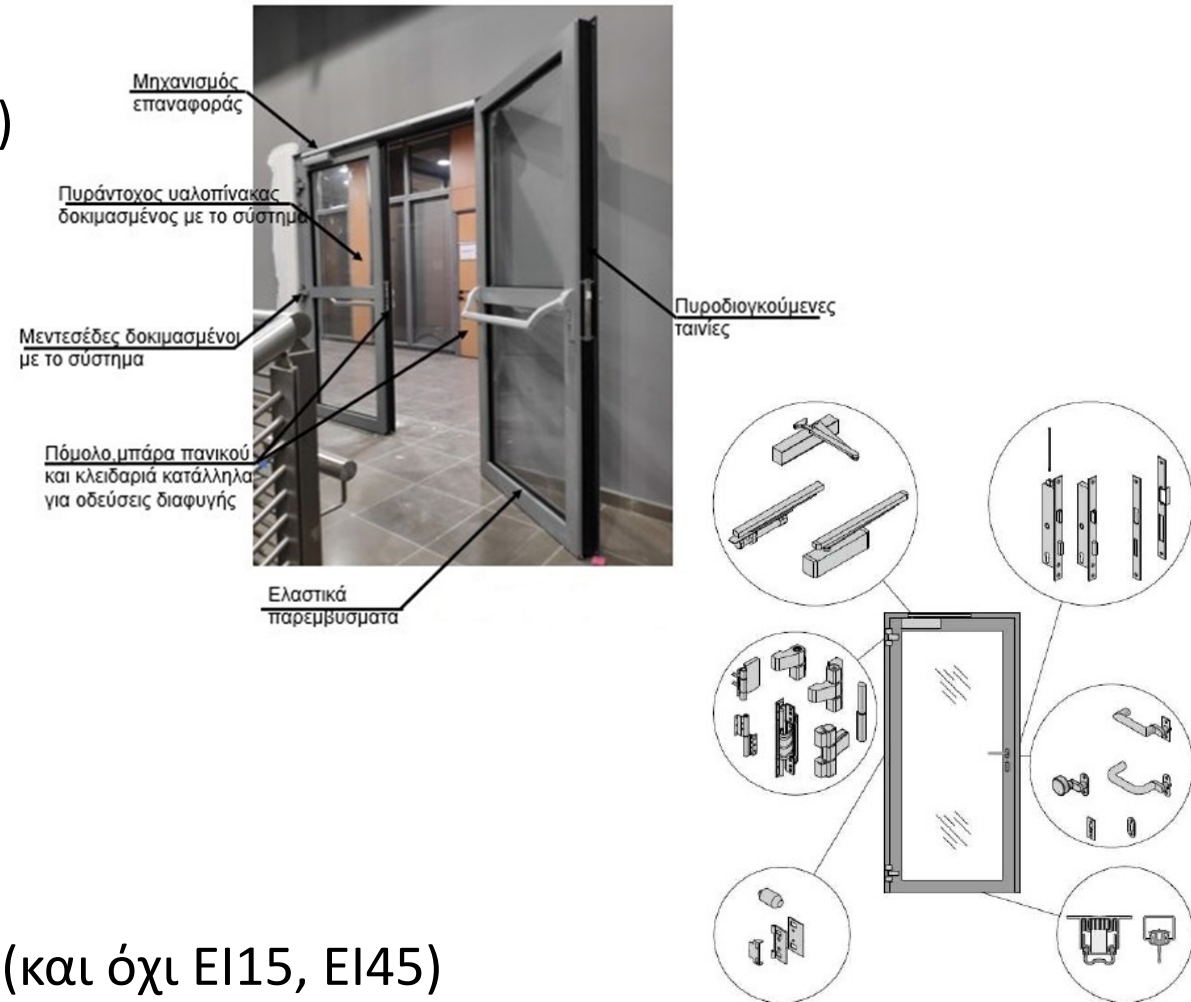 )
Μηχανισμός
επαναφοράς
Πυράντοχος υαλοπίνακας
δοκιμασμένος με το σύστημα
Μεντεσέδες δοκιμασμένοι
με το σύστημα
Πόμολο,μπάρα πανικού
και κλειδαριά κατάλληλα
για οδεύσεις διαφυγής
Ελαστικά
παρεμβυσματα
Πυροδιογκούμενες
ταινίες
(και όχι EI15, EI45)